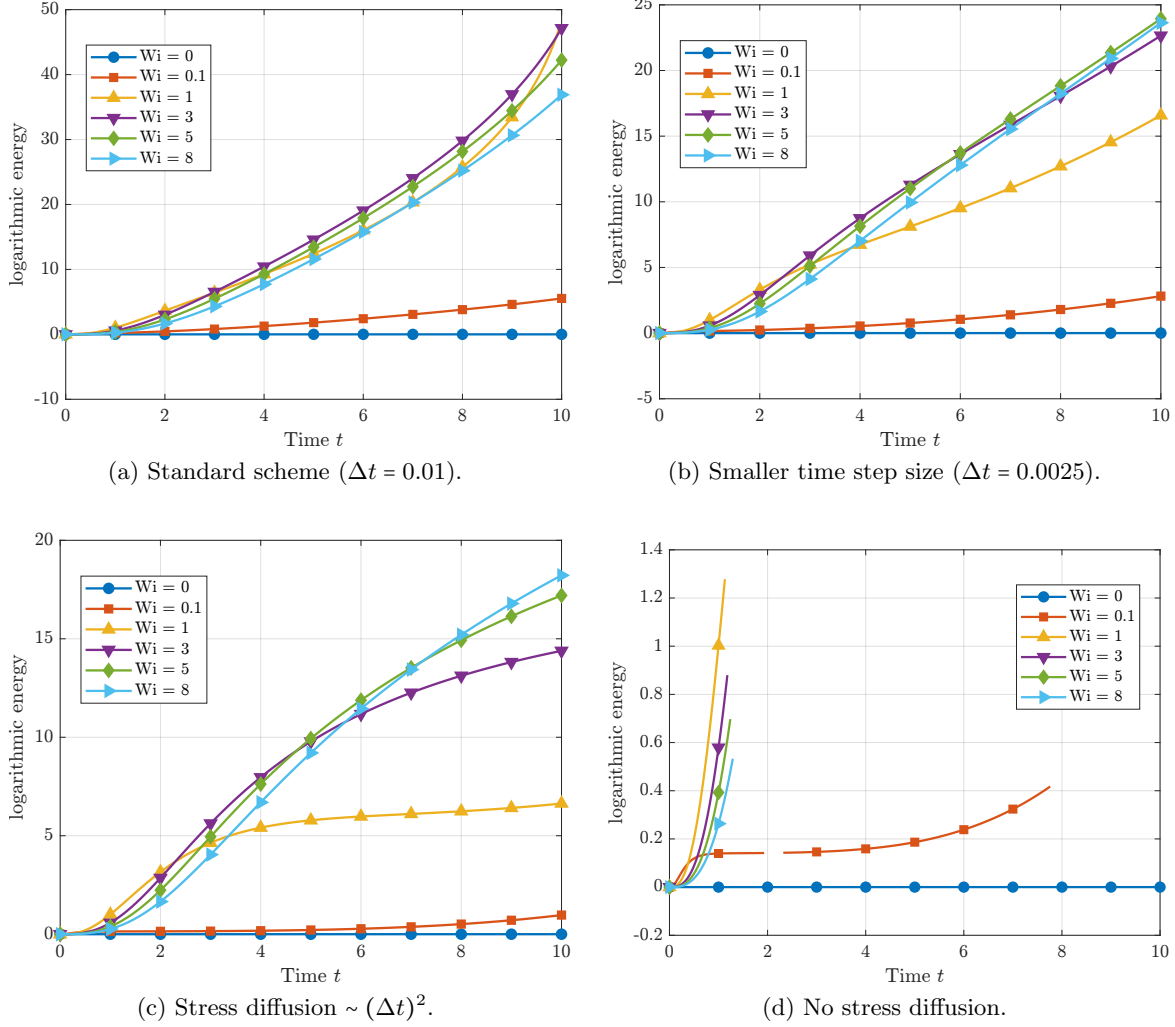 50
40
30
20
10
0
-10
logarithmic energy
Wi = 0
Wi = 0.1
Wi = 1
Wi = 3
Wi = 5
Wi = 8
0 2 4 6 8 10
Time t
(a) Standard scheme (Δt = 0.01).
25
20
15
10
5
0
-5
logarithmic energy
Wi = 0
Wi = 0.1
Wi = 1
Wi = 3
Wi = 5
Wi = 8
0 2 4 6 8 10
Time t
(b) Smaller time step size (Δt = 0.0025).
20
15
10
5
0
logarithmic energy
Wi = 0
Wi = 0.1
Wi = 1
Wi = 3
Wi = 5
Wi = 8
0 2 4 6 8 10
Time t
(c) Stress diffusion ~ (Δt)².
1.4
1.2
1
0.8
0.6
0.4
0.2
0
-0.2
logarithmic energy
Wi = 0
Wi = 0.1
Wi = 1
Wi = 3
Wi = 5
Wi = 8
0 2 4 6 8 10
Time t
(d) No stress diffusion.